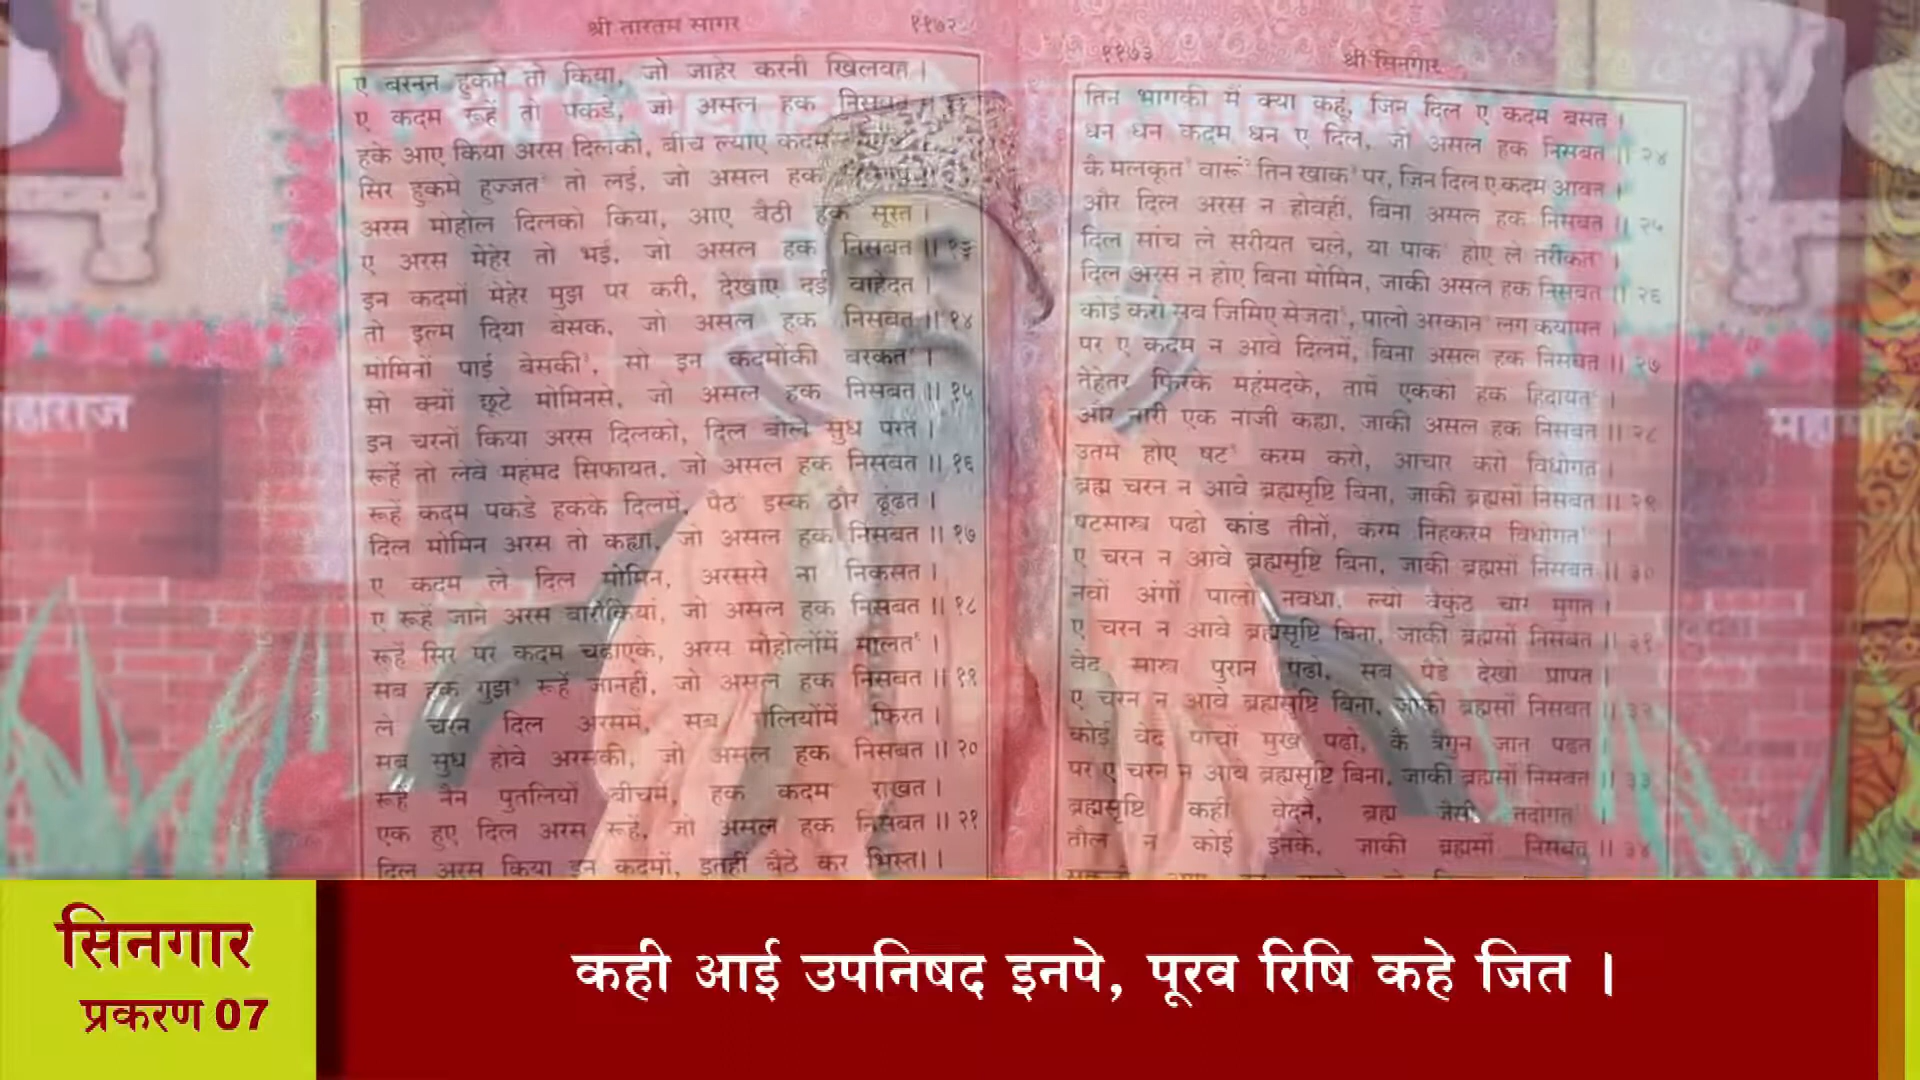 श्री तारतम सागर ११७२
ए बरनन हुकमें तो किया, जो जाहेर करनी खिलवत ।
ए कदम रूहें तो पकडे, जो असल हक निसबत
हके आए किया अरस दिलको, बीच ल्याए कदम
सिर हुकमें हुज्जत तो लई, जो असल हक
अरस मोहोल दिलको किया, आए बैठी हक सूरत ।
ए अरस मेहेर तो भई, जो असल हक निसबत ।। १३
इन कदमों मेहेर मुझ पर करी, देखाए दई वाहेदत ।
तो इल्म दिया बेसक, जो असल हक निसबत ।। १४
मोमिनों पाई बेसकी, सो इन कदमोंकी बरकत ।
सो क्यों छूटे मोमिनसे, जो असल हक निसबत ।। १५
इन चरनों किया अरस दिलको, दिल बोले सुध परत ।
रूहें तो लेवे महंमद सिफायत, जो असल हक निसबत ।। १६
रूहें कदम पकडे हकके दिलमें, पैठ इस्क ठौर ढूंढत ।
दिल मोमिन अरस तो कह्या, जो असल हक निसबत ।। १७
ए कदम ले दिल मोमिन, अरससे ना निकसत ।
ए रूहें जाने अरस बारीकियां, जो असल हक निसबत ।। १८
रूहें सिर पर कदम चढाएके, अरस मोहोलोंमें मालत ।
सब हक गुझ रूहें जानहीं, जो असल हक निसबत ।। १९
ले चरन दिल अरसमें, सब गलियोंमें फिरत ।
सब सुध होवे अरसकी, जो असल हक निसबत ।। २०
रूहें नैन पुतलियों बीचमें, हक कदम राखत ।
एक हुए दिल अरस रूहें, जो असल हक निसबत ।। २१
दिल अरस किया इन कदमों, इतहीं बैठे कर भिस्त ।
११७३ श्री सिनगार
तिन भागकी मैं क्या कहूं, जिन दिल ए कदम बसत ।
धन धन कदम धन ए दिल, जो असल हक निसबत ।। २४
कै मलकूत वारूं तिन खाक पर, जिन दिल ए कदम आवत ।
और दिल अरस न होवहीं, बिना असल हक निसबत ।। २५
दिल सांच ले सरीयत चले, या पाक होए ले तरीकत ।
दिल अरस न होए बिना मोमिन, जाकी असल हक निसबत ।। २६
कोई करो सब जिमिए सेजदा, पालो अरकान लग कयामत ।
पर ए कदम न आवे दिलमें, बिना असल हक निसबत ।। २७
तेहेतर फिरके महंमदके, तामें एकको हक हिदायत ।
और नारी एक नाजी कह्या, जाकी असल हक निसबत ।। २८
उतम होए षट करम करो, आचार करो विधोगत ।
ब्रह्म चरन न आवे ब्रह्मसृष्टि बिना, जाकी ब्रह्मसों निसबत ।। २९
षटसास्त्र पढो कांड तीनों, करम निहकरम विधोगत ।
ए चरन न आवे ब्रह्मसृष्टि बिना, जाकी ब्रह्मसों निसबत ।। ३०
नवों अंगों पालो नवधा, ल्यो वैकुंठ चार मुगत ।
ए चरन न आवे ब्रह्मसृष्टि बिना, जाकी ब्रह्मसों निसबत ।। ३१
वेद सास्त्र पुरान पढो, सब पैंडे देखो प्रापत ।
ए चरन न आवे ब्रह्मसृष्टि बिना, जाकी ब्रह्मसों निसबत ।। ३२
कोई वेद पांचों मुख पढो, कै त्रैगुन जात पढत ।
पर ए चरन न आवे ब्रह्मसृष्टि बिना, जाकी ब्रह्मसों निसबत ।। ३३
ब्रह्मसृष्टि कही वेदने, ब्रह्म जैसी तदोगत ।
तौल न कोई इनके, जाकी ब्रह्मसों निसबत ।। ३४
महाराज
सिनगार
प्रकरण 07
कही आई उपनिषद इनपे, पूरव रिषि कहे जित ।